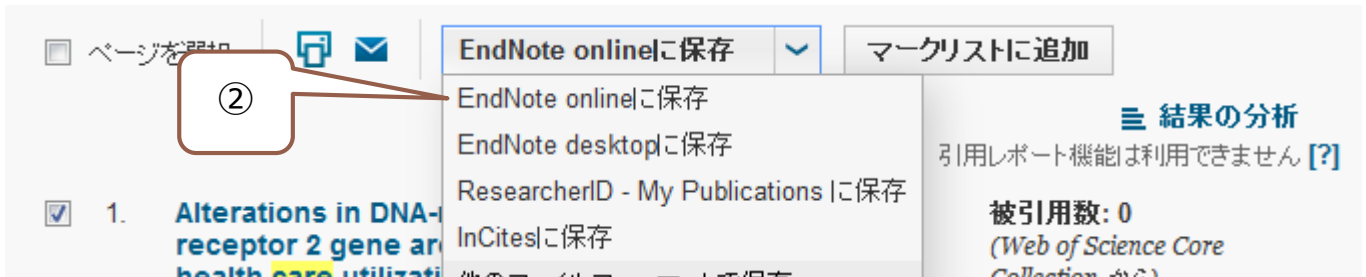 ページを選択
EndNote onlineに保存
マークリストに追加
②
EndNote onlineに保存
EndNote desktopに保存
ResearcherID - My Publications に保存
InCitesに保存
結果の分析
引用レポート機能は利用できません [?]
1. Alterations in DNA-
receptor 2 gene
health care
被引用数: 0
(Web of Science Core
Collection から)